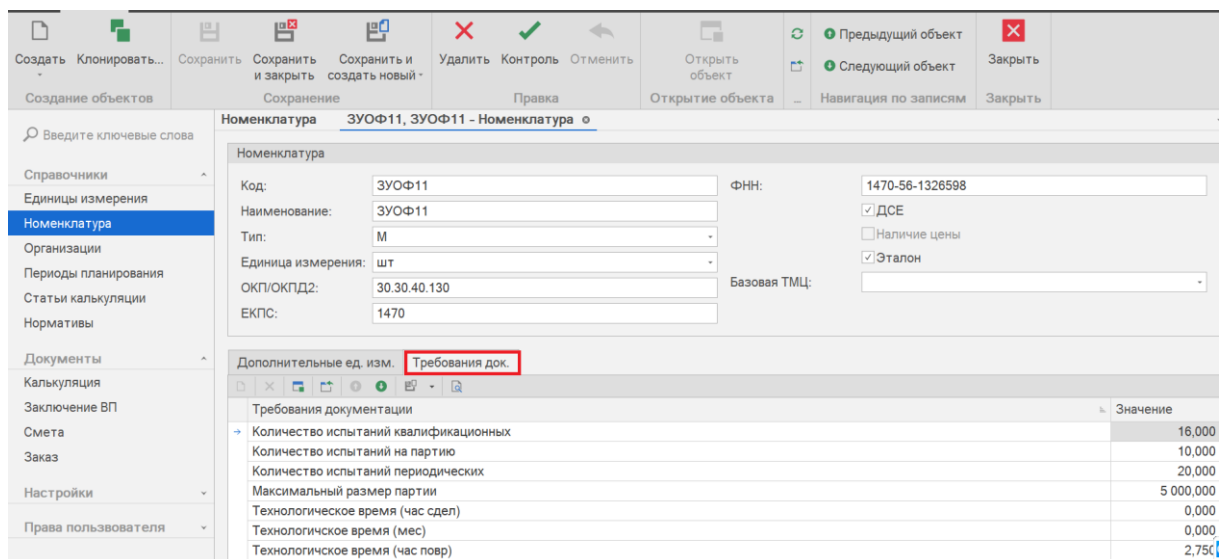 Создать Клонировать... Сохранить Сохранить и закрыть Сохранить и создать новый Удалить Контроль Отменить Открыть объект Предыдущий объект Следующий объект Закрыть
Создание объектов Сохранение Правка Открытие объекта ... Навигация по записям Закрыть
Введите ключевые слова
Справочники
Единицы измерения
Номенклатура
Организации
Периоды планирования
Статьи калькуляции
Нормативы
Документы
Калькуляция
Заключение ВП
Смета
Заказ
Настройки
Права пользвователя
Номенклатура ЗУОФ11, ЗУОФ11 - Номенклатура
Номенклатура
Код: ЗУОФ11 ФНН: 1470-56-1326598
Наименование: ЗУОФ11 ДСЕ
Тип: М Наличие цены
Единица измерения: шт Эталон
ОКП/ОКПД2: 30.30.40.130 Базовая ТМЦ:
ЕКПС: 1470
Дополнительные ед. изм. Требования док.
Требования документации Значение
Количество испытаний квалификационных 16,000
Количество испытаний на партию 10,000
Количество испытаний периодических 20,000
Максимальный размер партии 5 000,000
Технологическое время (час сдел) 0,000
Технологичское время (мес) 0,000
Технологичское время (час повр) 2,750